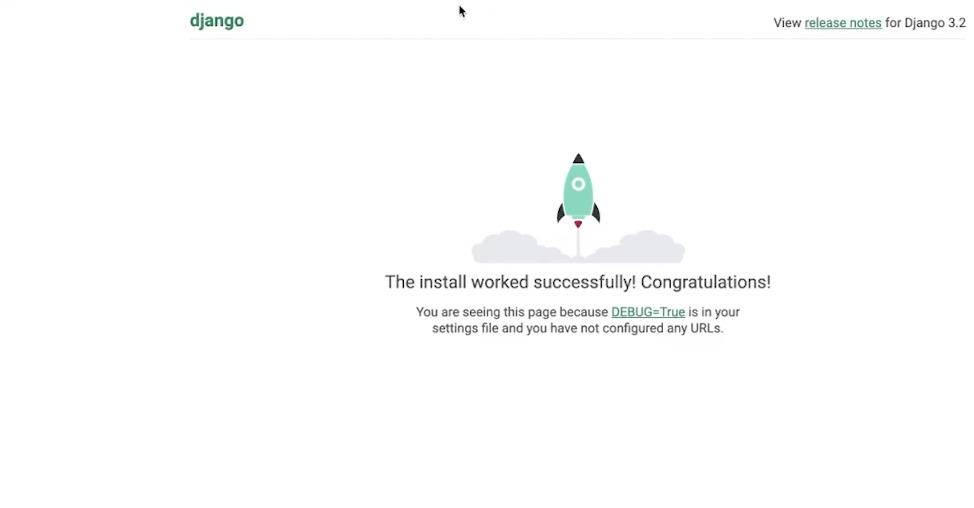 django
View release notes for Django 3.2
The install worked successfully! Congratulations!
You are seeing this page because DEBUG=True is in your
settings file and you have not configured any URLs.